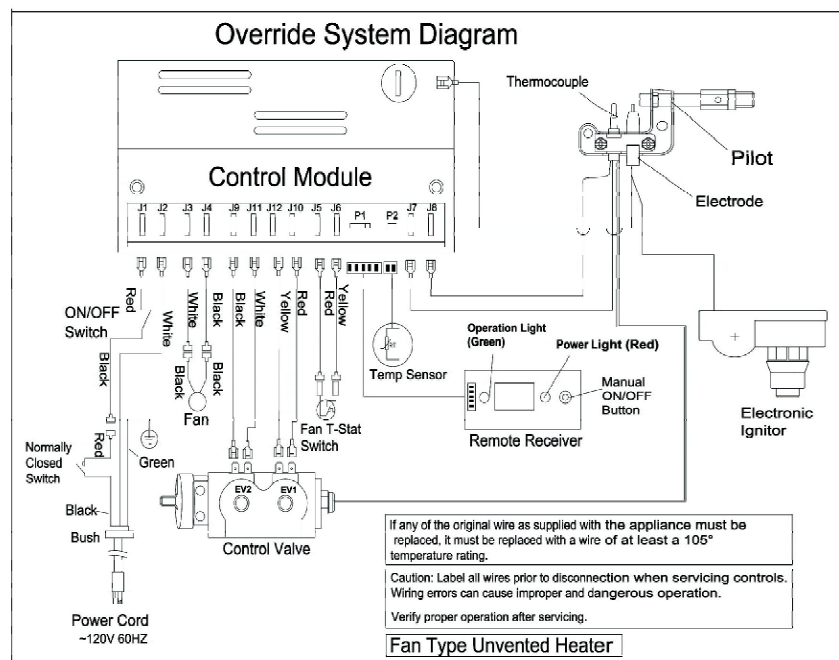 Override System Diagram
Thermocouple
Pilot
Electrode
Control Module
J1 J2 J3 J4 J9 J11 J12 J10 J5 J6 P1 P2 J7 J8
Red
White
White
Black
Black
White
Yellow
Red
Red
Yellow
ON/OFF
Switch
Black
Black
Black
Fan
Fan T-Stat
Switch
Temp Sensor
Operation Light
(Green)
Power Light (Red)
Manual
ON/OFF
Button
Remote Receiver
Electronic
Ignitor
Normally
Closed
Switch
Red
Green
Black
Bush
EV2 EV1
Control Valve
Power Cord
~120V 60HZ
If any of the original wire as supplied with the appliance must be
replaced, it must be replaced with a wire of at least a 105°
temperature rating.
Caution: Label all wires prior to disconnection when servicing controls.
Wiring errors can cause improper and dangerous operation.
Verify proper operation after servicing.
Fan Type Unvented Heater